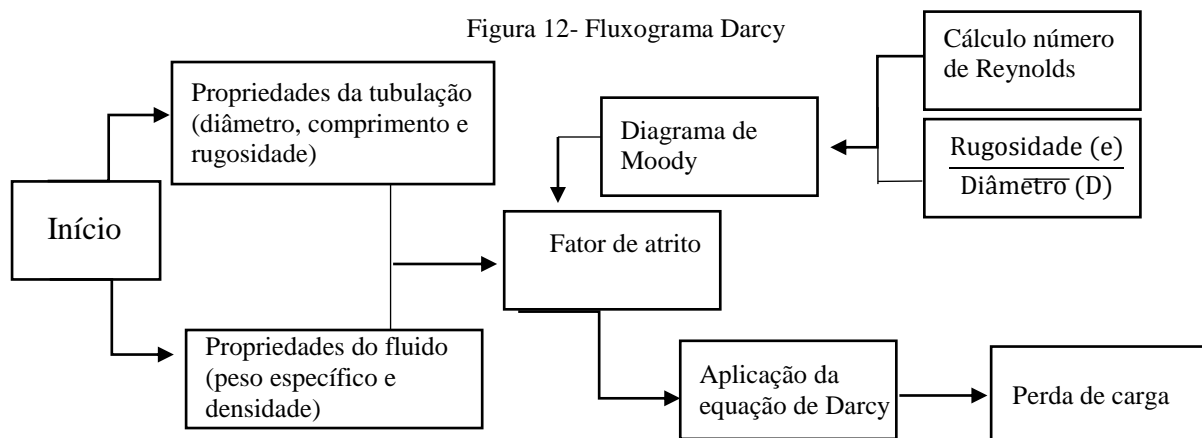 Figura 12- Fluxograma Darcy
Início
Propriedades da tubulação
(diâmetro, comprimento e
rugosidade)
Propriedades do fluido
(peso específico e
densidade)
Cálculo número
de Reynolds
Rugosidade (e)
Diâmetro (D)
Diagrama de
Moody
Fator de atrito
Aplicação da
equação de Darcy
Perda de carga